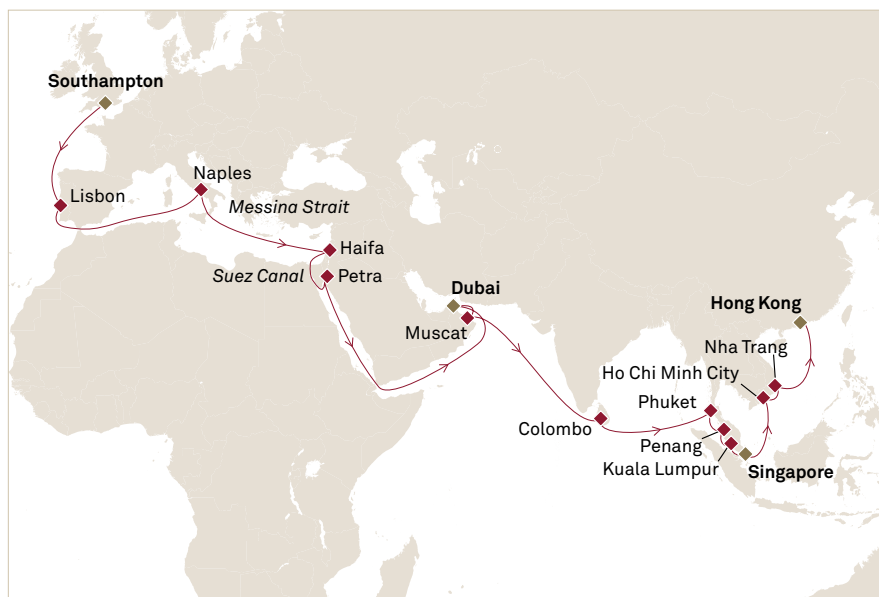 Southampton
Naples
Lisbon
Messina Strait
Haifa
Suez Canal
Petra
Dubai
Hong Kong
Muscat
Nha Trang
Ho Chi Minh City
Phuket
Colombo
Penang
Kuala Lumpur
Singapore